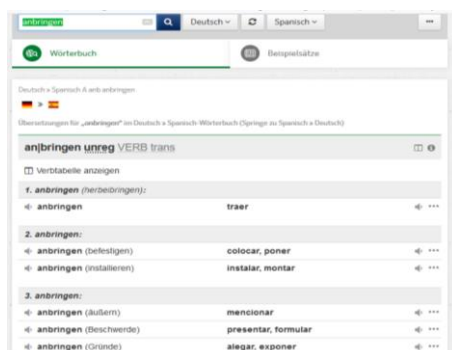 anbringen Deutsch Spanisch
Wörterbuch Beispielsätze
Deutsch » Spanisch A anb anbringen
»
Übersetzungen für „anbringen“ im Deutsch » Spanisch-Wörterbuch (Springe zu Spanisch » Deutsch)
an|bringen unreg VERB trans
Verbtabelle anzeigen
1. anbringen (herbeibringen):
anbringen traer
2. anbringen:
anbringen (befestigen) colocar, poner
anbringen (installieren) instalar, montar
3. anbringen:
anbringen (äußern) mencionar
anbringen (Beschwerde) presentar, formular
anbringen (Gründe) alegar, exponer